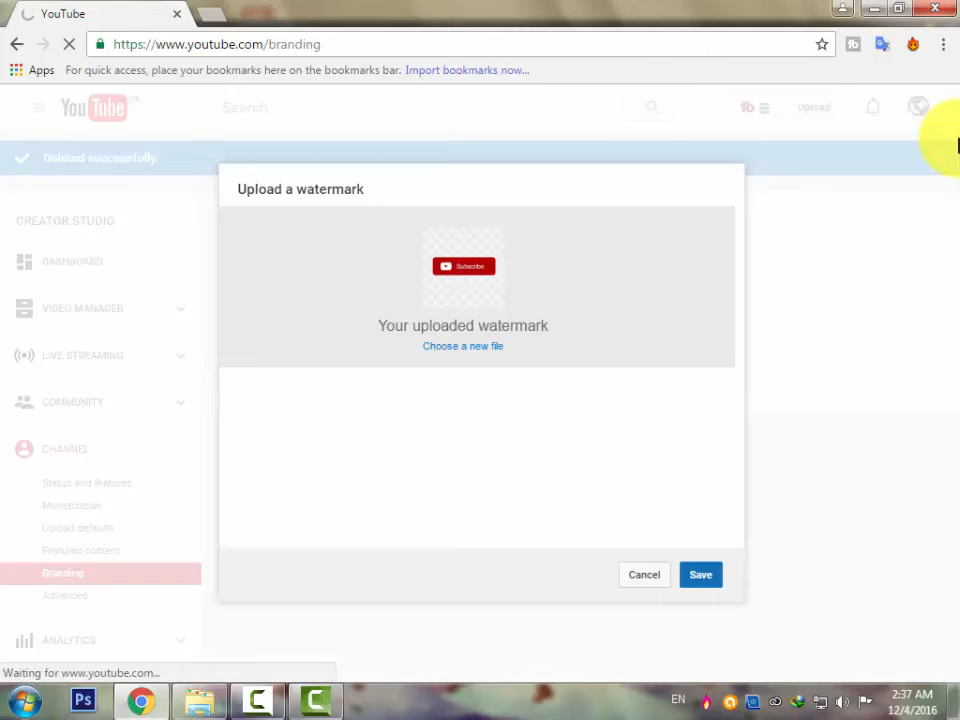 YouTube
https://www.youtube.com/branding
Apps For quick access, place your bookmarks here on the bookmarks bar. Import bookmarks now...
YouTube Search Upload
Deleted successfully.
Upload a watermark
Subscribe
Your uploaded watermark
Choose a new file
Cancel Save
CREATOR STUDIO
DASHBOARD
VIDEO MANAGER
LIVE STREAMING
COMMUNITY
CHANNEL
Status and features
Monetization
Upload defaults
Featured content
Branding
Advanced
ANALYTICS
Waiting for www.youtube.com...
Ps
EN
2:37 AM
12/4/2016